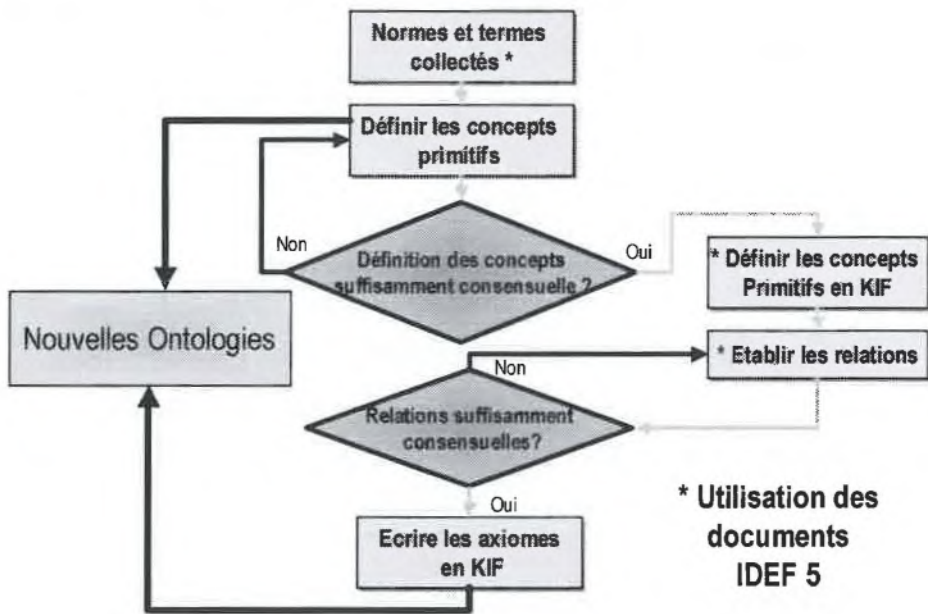 Normes et termes
collectés *
Définir les concepts
primitifs
Non
Définition des concepts
suffisamment consensuelle ?
Oui
* Définir les concepts
Primitifs en KIF
Nouvelles Ontologies
* Etablir les relations
Non
Relations suffisamment
consensuelles?
Oui
Ecrire les axiomes
en KIF
* Utilisation des
documents
IDEF 5